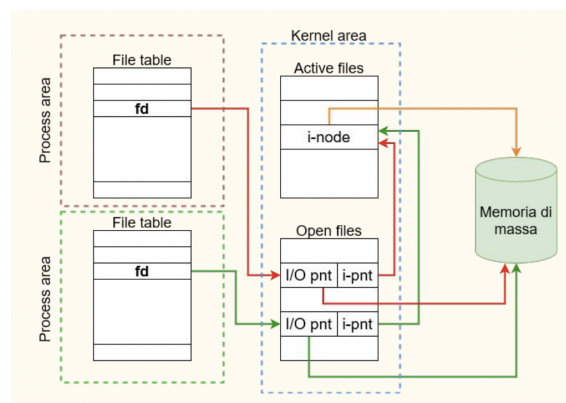 Kernel area
File table
Active files
Process area
fd
i-node
Memoria di
massa
File table
Open files
Process area
fd
I/O pnt i-pnt
I/O pnt i-pnt